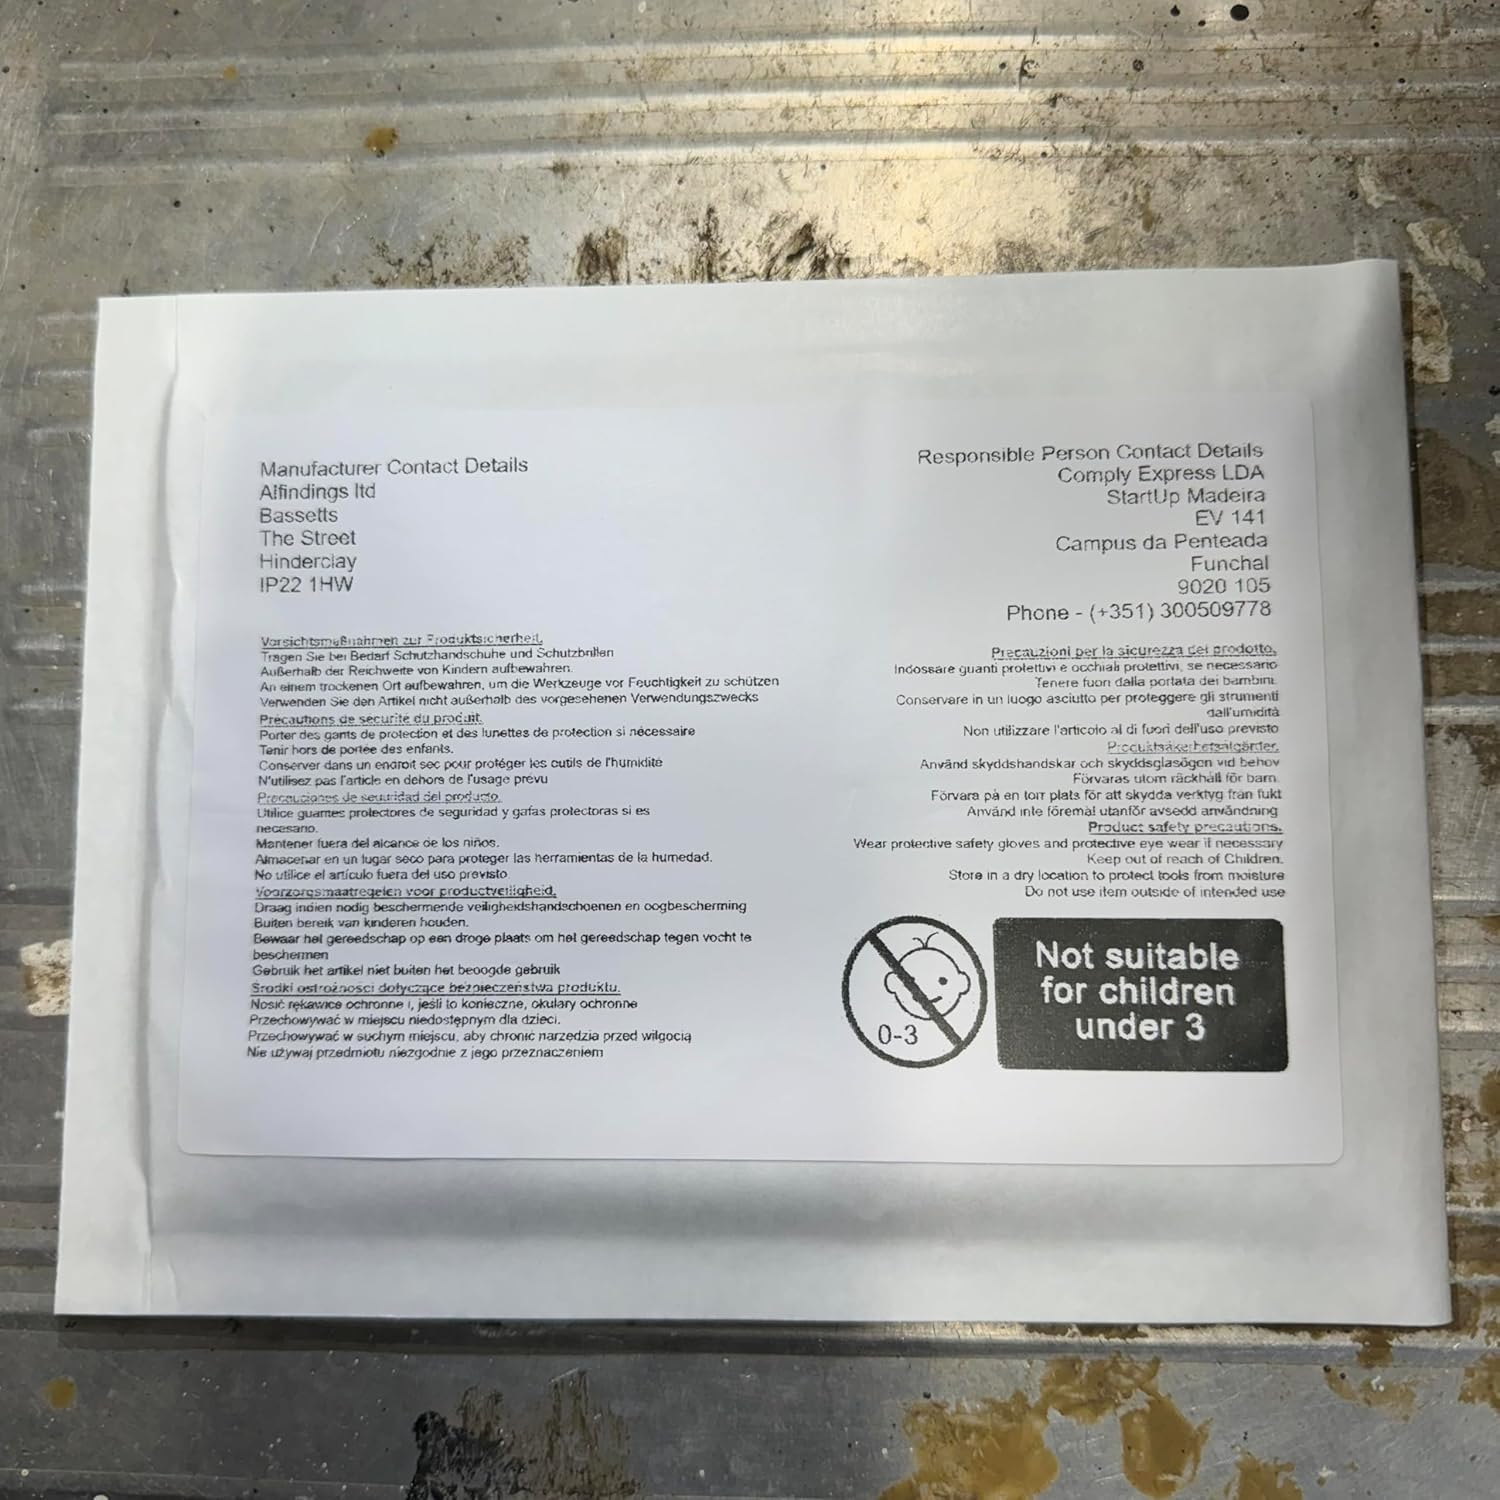 Manufacturer Contact Details
Alfindings ltd
Bassetts
The Street
Hinderclay
IP22 1HW
Vorsichtsmaßnahmen zur Produktsicherheit.
Tragen Sie bei Bedarf Schutzhandschuhe und Schutzbrillen
Außerhalb der Reichweite von Kindern aufbewahren.
An einem trockenen Ort aufbewahren, um die Werkzeuge vor Feuchtigkeit zu schützen
Verwenden Sie den Artikel nicht außerhalb des vorgesehenen Verwendungszwecks
Précautions de sécurité du produit.
Porter des gants de protection et des lunettes de protection si nécessaire
Tenir hors de portée des enfants.
Conserver dans un endroit sec pour protéger les outils de l'humidité
N'utilisez pas l'article en dehors de l'usage prévu
Precauciones de seguridad del producto.
Utilice guantes protectores de seguridad y gafas protectoras si es
necesario.
Mantener fuera del alcance de los niños.
Almacenar en un lugar seco para proteger las herramientas de la humedad.
No utilice el artículo fuera del uso previsto
Voorzorgsmaatregelen voor productveiligheid.
Draag indien nodig beschermende veiligheidshandschoenen en oogbescherming
Buiten bereik van kinderen houden.
Bewaar het gereedschap op een droge plaats om het gereedschap tegen vocht te
beschermen
Gebruik het artikel niet buiten het beoogde gebruik
Środki ostrożności dotyczące bezpieczeństwa produktu.
Nosić rękawice ochronne i, jeśli to konieczne, okulary ochronne
Przechowywać w miejscu niedostępnym dla dzieci.
Przechowywać w suchym miejscu, aby chronić narzędzia przed wilgocią
Nie używaj przedmiotu niezgodnie z jego przeznaczeniem
Responsible Person Contact Details
Comply Express LDA
StartUp Madeira
EV 141
Campus da Penteada
Funchal
9020 105
Phone - (+351) 300509778
Precauzioni per la sicurezza del prodotto.
Indossare guanti protettivi e occhiali protettivi, se necessario
Tenere fuori dalla portata dei bambini.
Conservare in un luogo asciutto per proteggere gli strumenti
dall'umidità
Non utilizzare l'articolo al di fuori dell'uso previsto
Produktsäkerhetsåtgärder.
Använd skyddshandskar och skyddsglasögon vid behov
Förvaras utom räckhåll för barn.
Förvara på en torr plats för att skydda verktyg från fukt
Använd inte föremål utanför avsedd användning
Product safety precautions.
Wear protective safety gloves and protective eye wear if necessary
Keep out of reach of Children.
Store in a dry location to protect tools from moisture
Do not use item outside of intended use
0-3
Not suitable
for children
under 3